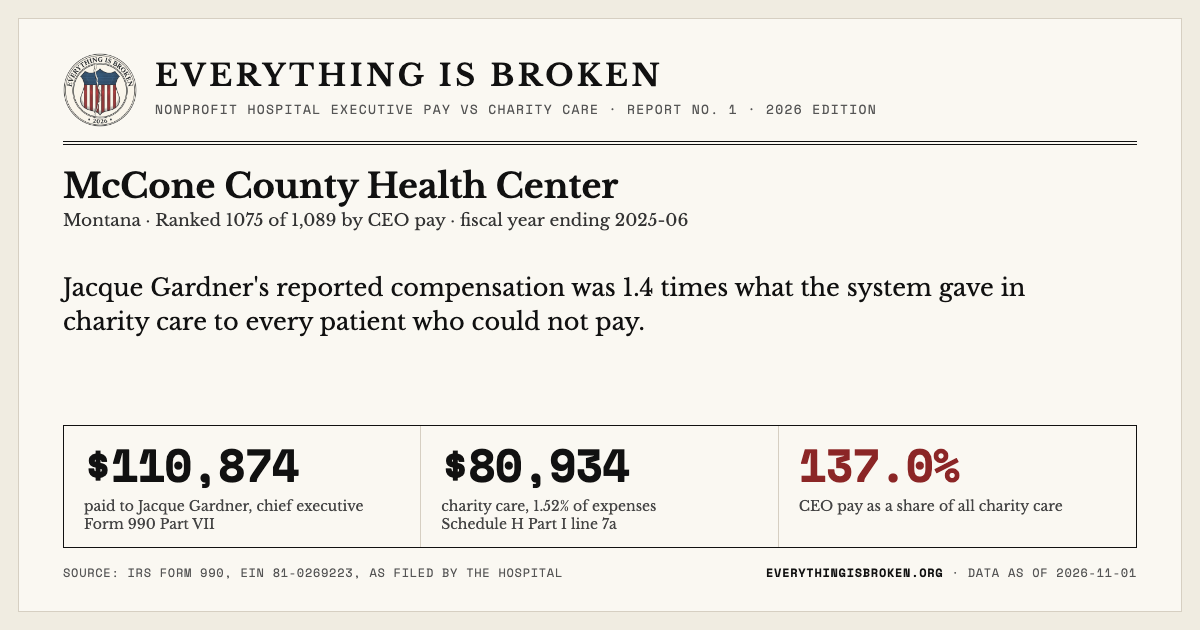 EVERYTHING IS BROKEN
2026
EVERYTHING IS BROKEN
NONPROFIT HOSPITAL EXECUTIVE PAY VS CHARITY CARE · REPORT NO. 1 · 2026 EDITION
McCone County Health Center
Montana · Ranked 1075 of 1,089 by CEO pay · fiscal year ending 2025-06
Jacque Gardner's reported compensation was 1.4 times what the system gave in
charity care to every patient who could not pay.
$110,874
paid to Jacque Gardner, chief executive
Form 990 Part VII
$80,934
charity care, 1.52% of expenses
Schedule H Part I line 7a
137.0%
CEO pay as a share of all charity care
SOURCE: IRS FORM 990, EIN 81-0269223, AS FILED BY THE HOSPITAL
EVERYTHINGISBROKEN.ORG · DATA AS OF 2026-11-01